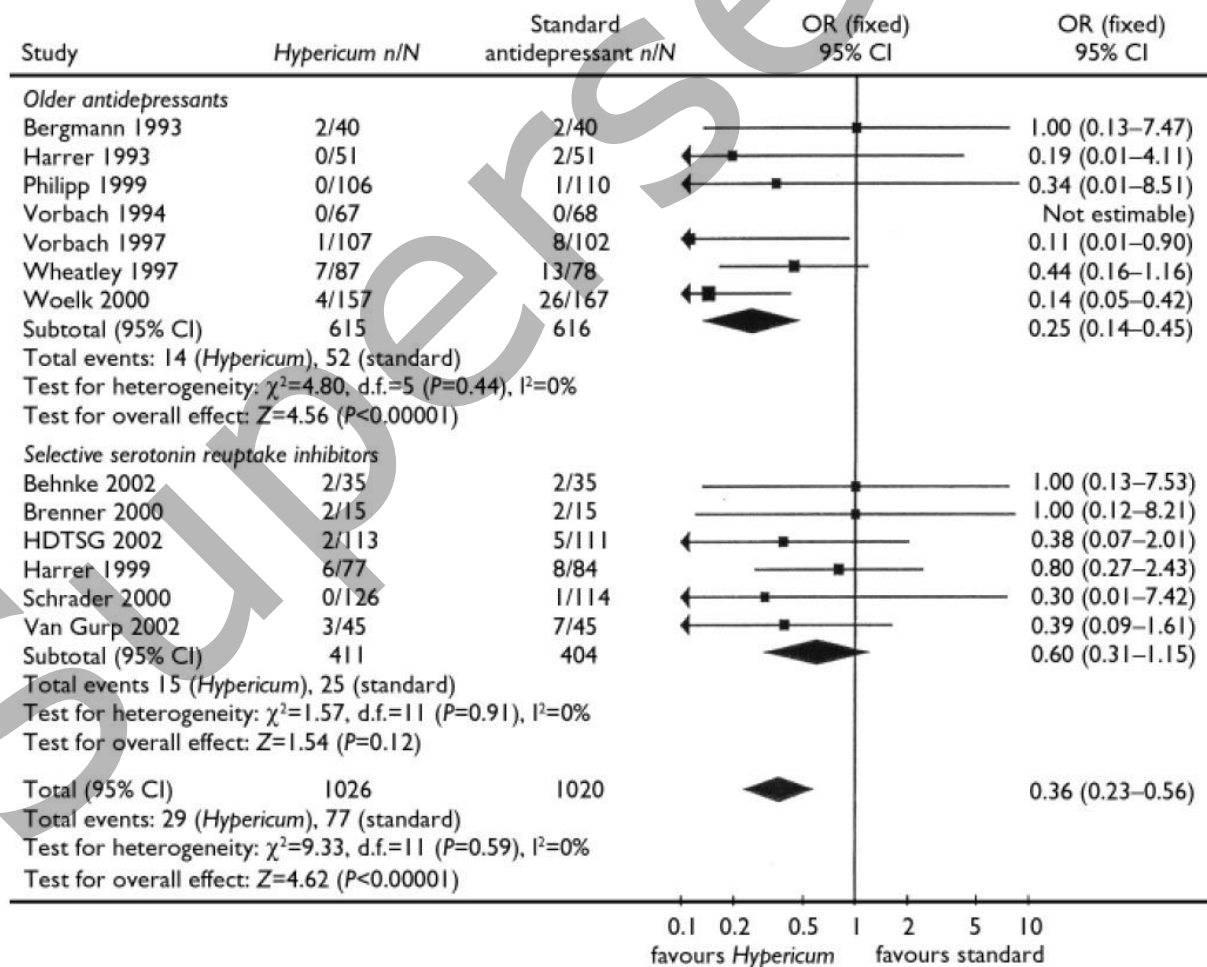 Study Hypericum n/N Standard antidepressant n/N OR (fixed) 95% CI OR (fixed) 95% CI
Older antidepressants
Bergmann 1993 2/40 2/40 1.00 (0.13–7.47)
Harrer 1993 0/51 2/51 0.19 (0.01–4.11)
Philipp 1999 0/106 1/110 0.34 (0.01–8.51)
Vorbach 1994 0/67 0/68 Not estimable)
Vorbach 1997 1/107 8/102 0.11 (0.01–0.90)
Wheatley 1997 7/87 13/78 0.44 (0.16–1.16)
Woelk 2000 4/157 26/167 0.14 (0.05–0.42)
Subtotal (95% CI) 615 616 0.25 (0.14–0.45)
Total events: 14 (Hypericum), 52 (standard)
Test for heterogeneity: χ²=4.80, d.f.=5 (P=0.44), I²=0%
Test for overall effect: Z=4.56 (P<0.00001)
Selective serotonin reuptake inhibitors
Behnke 2002 2/35 2/35 1.00 (0.13–7.53)
Brenner 2000 2/15 2/15 1.00 (0.12–8.21)
HDTSG 2002 2/113 5/111 0.38 (0.07–2.01)
Harrer 1999 6/77 8/84 0.80 (0.27–2.43)
Schrader 2000 0/126 1/114 0.30 (0.01–7.42)
Van Gurp 2002 3/45 7/45 0.39 (0.09–1.61)
Subtotal (95% CI) 411 404 0.60 (0.31–1.15)
Total events 15 (Hypericum), 25 (standard)
Test for heterogeneity: χ²=1.57, d.f.=11 (P=0.91), I²=0%
Test for overall effect: Z=1.54 (P=0.12)
Total (95% CI) 1026 1020 0.36 (0.23–0.56)
Total events: 29 (Hypericum), 77 (standard)
Test for heterogeneity: χ²=9.33, d.f.=11 (P=0.59), I²=0%
Test for overall effect: Z=4.62 (P<0.00001)
0.1 0.2 0.5 1 2 5 10
favours Hypericum favours standard
Superse